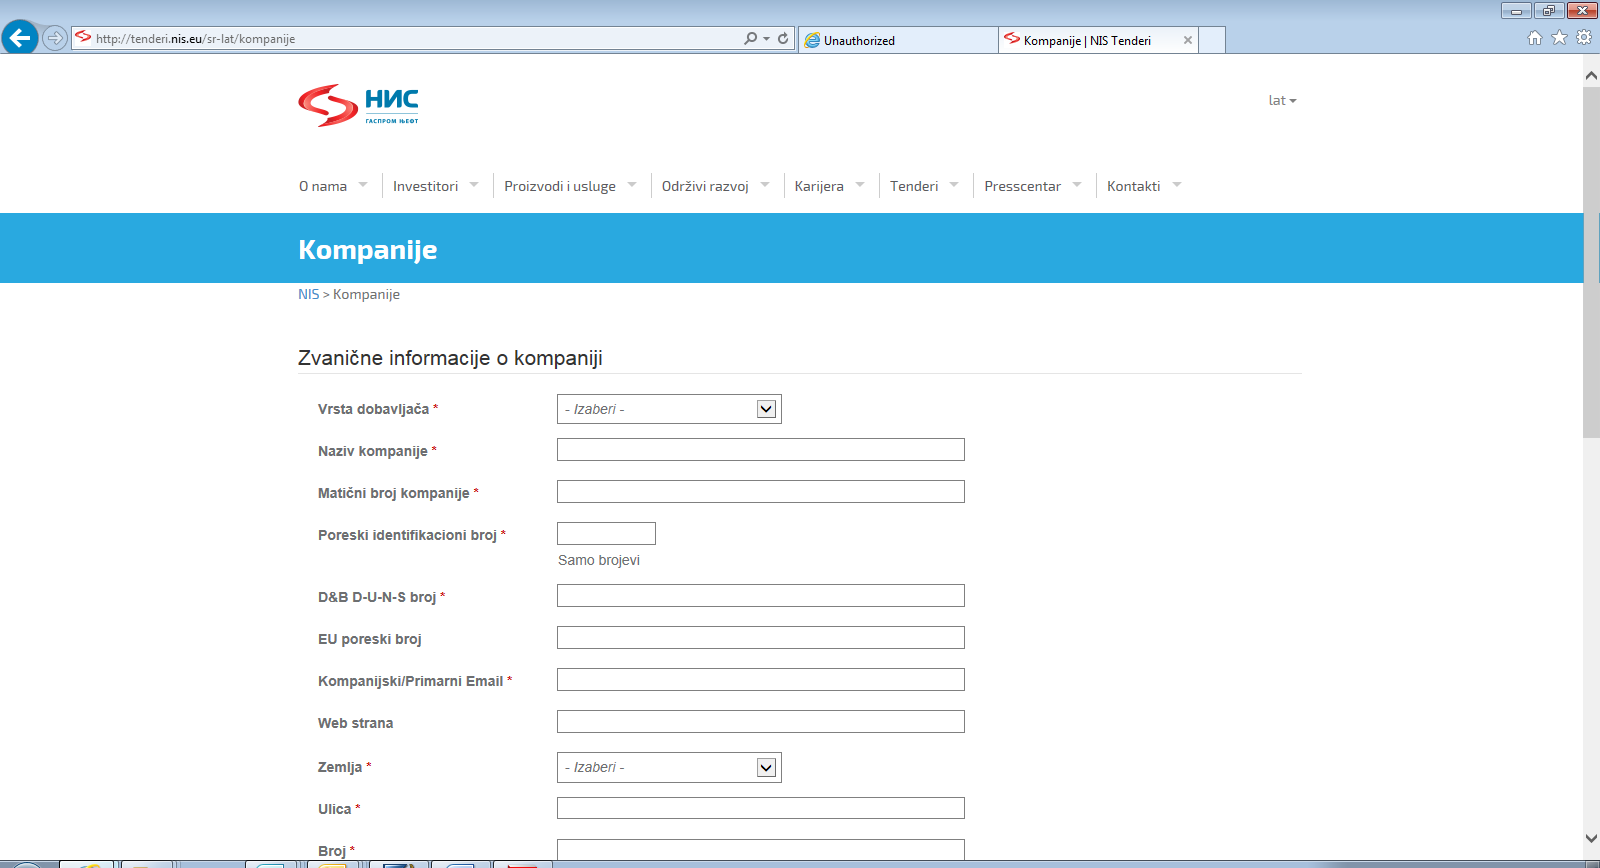 http://tenderi.nis.eu/sr-lat/kompanije
Unauthorized
Kompanije | NIS Tenderi
НИС
ГАСПРОМ ЊЕФТ
lat
O nama
Investitori
Proizvodi i usluge
Održivi razvoj
Karijera
Tenderi
Presscentar
Kontakti
Kompanije
NIS > Kompanije
Zvanične informacije o kompaniji
Vrsta dobavljača *
- Izaberi -
Naziv kompanije *
Matični broj kompanije *
Poreski identifikacioni broj *
Samo brojevi
D&B D-U-N-S broj *
EU poreski broj
Kompanijski/Primarni Email *
Web strana
Zemlja *
- Izaberi -
Ulica *
Broj *